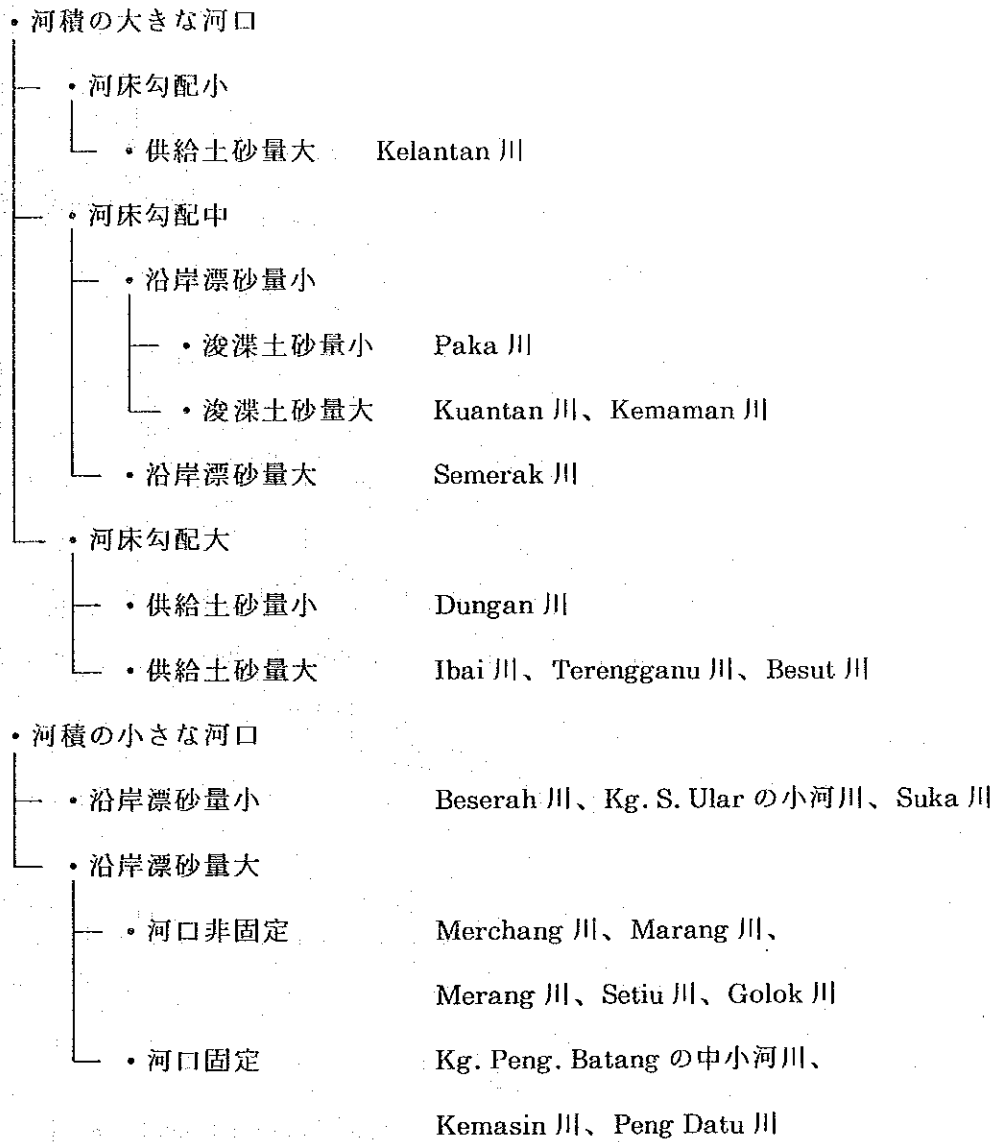 ・河積の大きな河口
・河床勾配小
・供給土砂量大 Kelantan 川
・河床勾配中
・沿岸漂砂量小
・浚渫土砂量小 Paka 川
・浚渫土砂量大 Kuantan 川、Kemaman 川
・沿岸漂砂量大 Semerak 川
・河床勾配大
・供給土砂量小 Dungan 川
・供給土砂量大 Ibai 川、Terengganu 川、Besut 川
・河積の小さな河口
・沿岸漂砂量小 Beserah 川、Kg. S. Ular の小河川、Suka 川
・沿岸漂砂量大
・河口非固定 Merchang 川、Marang 川、
Merang 川、Setiu 川、Golok 川
・河口固定 Kg. Peng. Batang の中小河川、
Kemasin 川、Peng Datu 川